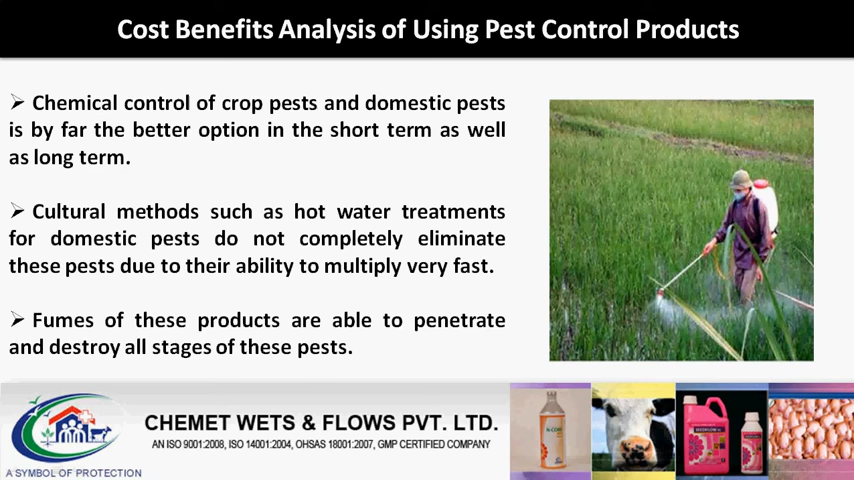 Cost Benefits Analysis of Using Pest Control Products
➢ Chemical control of crop pests and domestic pests
is by far the better option in the short term as well
as long term.
➢ Cultural methods such as hot water treatments
for domestic pests do not completely eliminate
these pests due to their ability to multiply very fast.
➢ Fumes of these products are able to penetrate
and destroy all stages of these pests.
CHEMET WETS & FLOWS PVT. LTD.
AN ISO 9001:2008, ISO 14001:2004, OHSAS 18001:2007, GMP CERTIFIED COMPANY
A SYMBOL OF PROTECTION